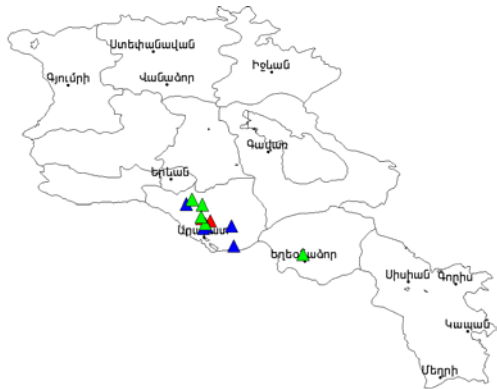 Ստեփանավան
Իջևան
Գյումրի
Վանաձոր
Գավառ
Երևան
Սիսիան
Գորիս
Կապան
Մեղրի